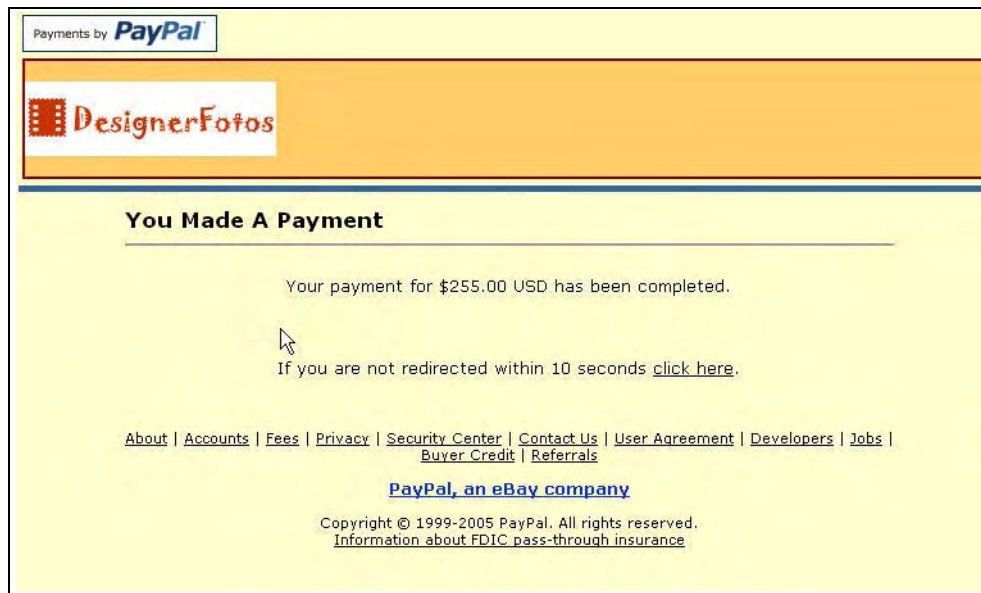 Payments by PayPal
DesignerFotos
You Made A Payment
Your payment for $255.00 USD has been completed.
If you are not redirected within 10 seconds click here.
About | Accounts | Fees | Privacy | Security Center | Contact Us | User Agreement | Developers | Jobs |
Buyer Credit | Referrals
PayPal, an eBay company
Copyright © 1999-2005 PayPal. All rights reserved.
Information about FDIC pass-through insurance